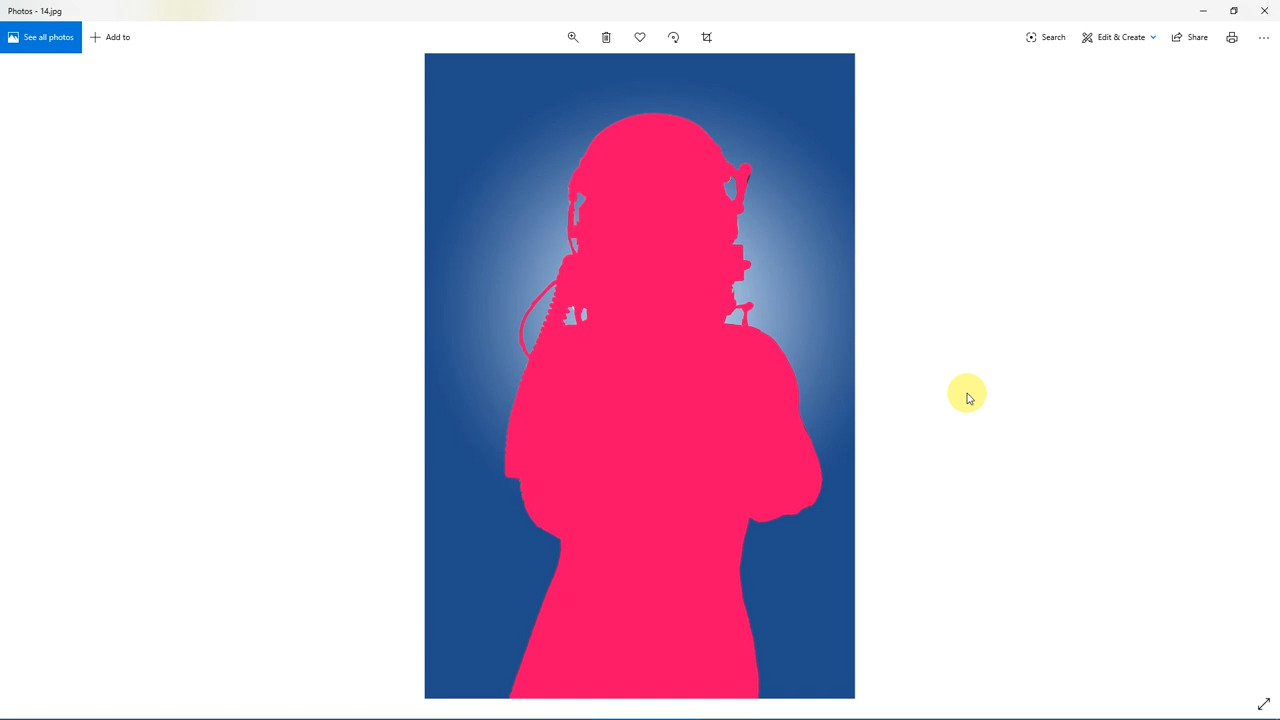 Photos - 14.jpg
See all photos
Add to
Search
Edit & Create
Share